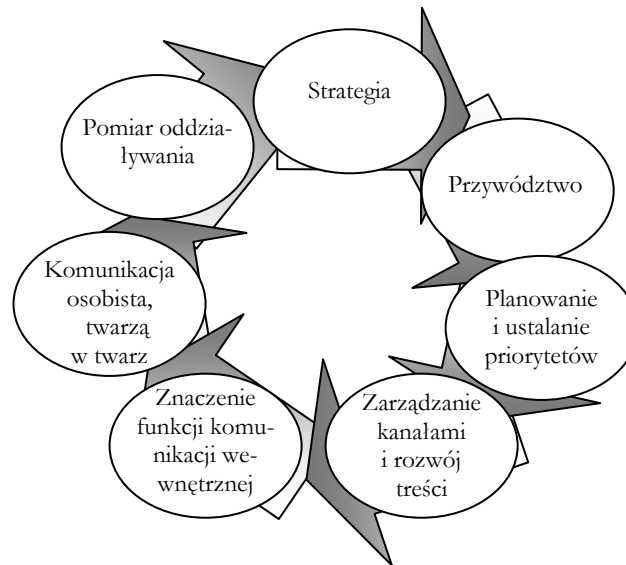 Strategia
Przywództwo
Planowanie
i ustalanie
priorytetów
Zarządzanie
kanałami
i rozwój
treści
Znaczenie
funkcji komu-
nikacji we-
wnętrznej
Komunikacja
osobista,
twarzą
w twarz
Pomiar oddzia-
ływania